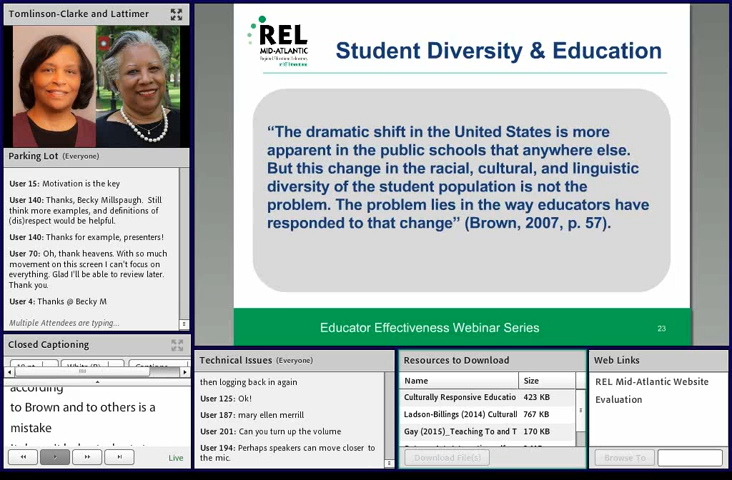 Tomlinson-Clarke and Lattimer
REL
MID-ATLANTIC
Student Diversity & Education
“The dramatic shift in the United States is more
apparent in the public schools that anywhere else.
But this change in the racial, cultural, and linguistic
diversity of the student population is not the
problem. The problem lies in the way educators have
responded to that change” (Brown, 2007, p. 57).
Educator Effectiveness Webinar Series
23
Parking Lot (Everyone)
User 15: Motivation is the key
User 140: Thanks, Becky Millspaugh. Still
think more examples, and definitions of
(dis)respect would be helpful.
User 140: Thanks for example, presenters!
User 70: Oh, thank heavens. With so much
movement on this screen I can't focus on
everything. Glad I'll be able to review later.
Thank you.
User 4: Thanks @ Becky M
Multiple Attendees are typing...
Closed Captioning
according
to Brown and to others is a
mistake
Live
Technical Issues (Everyone)
then logging back in again
User 125: Ok!
User 187: mary ellen merrill
User 201: Can you turn up the volume
User 194: Perhaps speakers can move closer to
the mic.
Resources to Download
Name Size
Culturally Responsive Educatio 423 KB
Ladson-Billings (2014) Culturall 767 KB
Gay (2015)_Teaching To and T 170 KB
Download File(s)
Web Links
REL Mid-Atlantic Website
Evaluation
Browse To